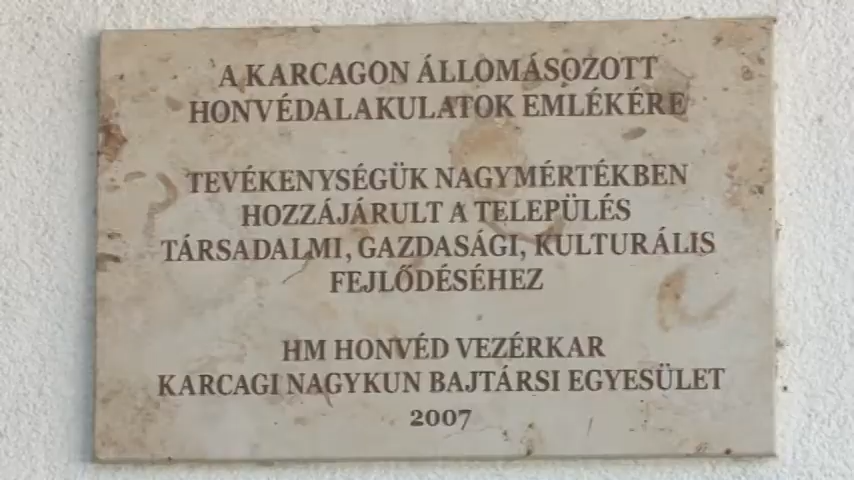 A KARCAGON ÁLLOMÁSOZOTT
HONVÉDALAKULATOK EMLÉKÉRE
TEVÉKENYSÉGÜK NAGYMÉRTÉKBEN
HOZZÁJÁRULT A TELEPÜLÉS
TÁRSADALMI, GAZDASÁGI, KULTURÁLIS
FEJLŐDÉSÉHEZ
HM HONVÉD VEZÉRKAR
KARCAGI NAGYKUN BAJTÁRSI EGYESÜLET
2007